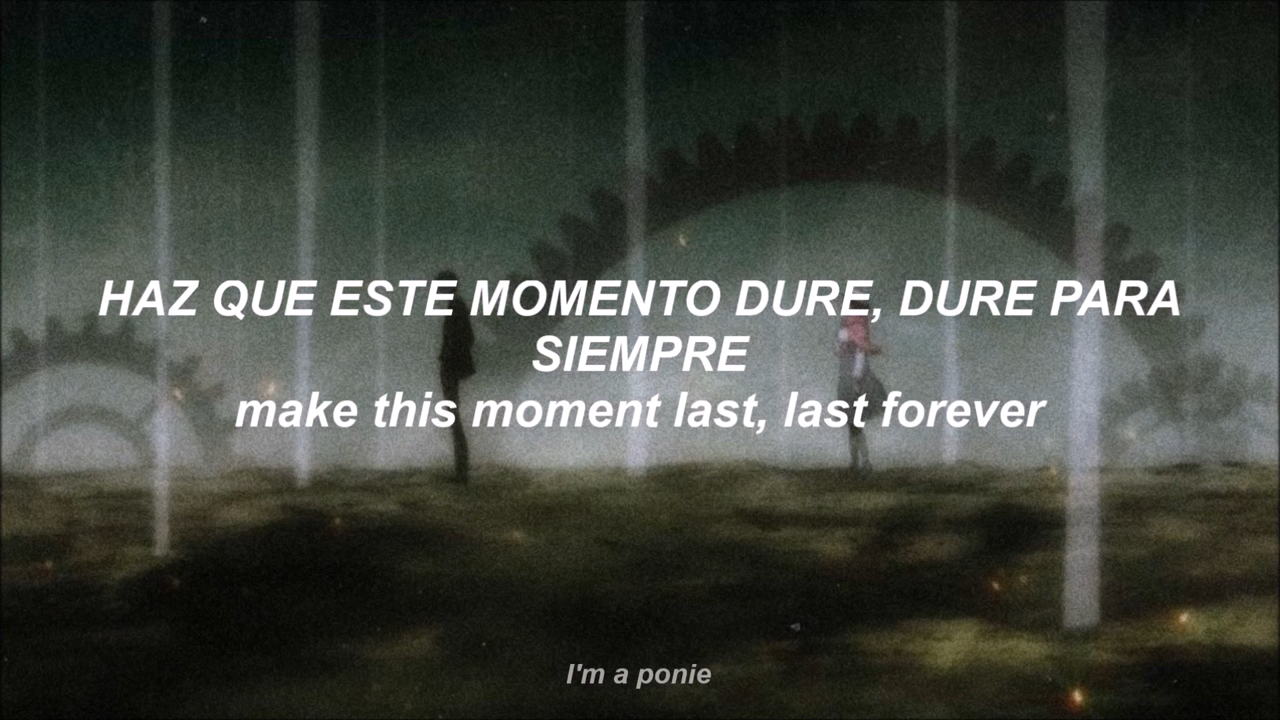 HAZ QUE ESTE MOMENTO DURE, DURE PARA
SIEMPRE
make this moment last, last forever
I'm a ponie